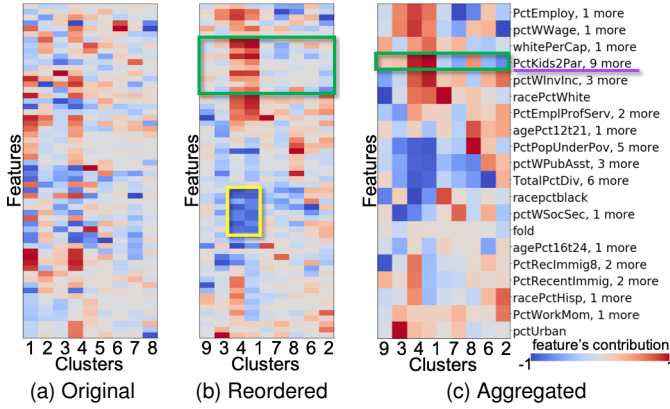 Features
1 2 3 4 5 6 7 8
Clusters
(a) Original
Features
9 3 4 1 7 8 6 2
Clusters
(b) Reordered
Features
PctEmploy, 1 more
pctWWage, 1 more
whitePerCap, 1 more
PctKids2Par, 9 more
pctWInvInc, 3 more
racePctWhite
PctEmplProfServ, 2 more
agePct12t21, 1 more
PctPopUnderPov, 5 more
pctWPubAsst, 3 more
TotalPctDiv, 6 more
racepctblack
pctWSocSec, 1 more
fold
agePct16t24, 1 more
PctRecImmig8, 2 more
PctRecentImmig, 2 more
racePctHisp, 1 more
PctWorkMom, 1 more
pctUrban
9 3 4 1 7 8 6 2
Clusters
feature's contribution
-1
(c) Aggregated